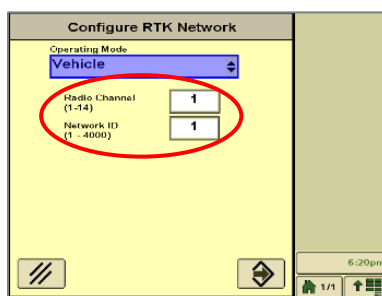 Configure RTK Network
Operating Mode
Vehicle
Radio Channel
(1-14)
1
Network ID
(1 - 4000)
1
6:20pm
1/1